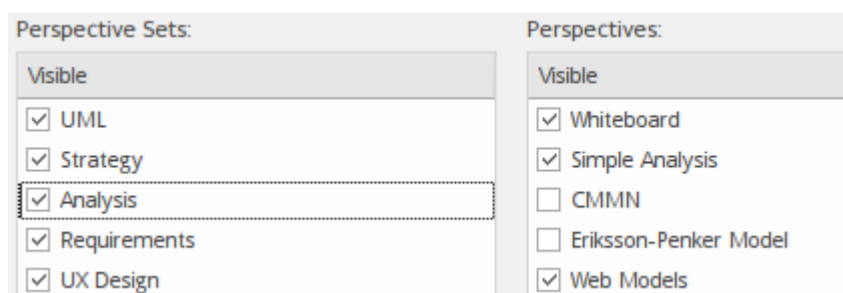 Perspective Sets:
Visible
UML
Strategy
Analysis
Requirements
UX Design
Perspectives:
Visible
Whiteboard
Simple Analysis
CMMN
Eriksson-Penker Model
Web Models